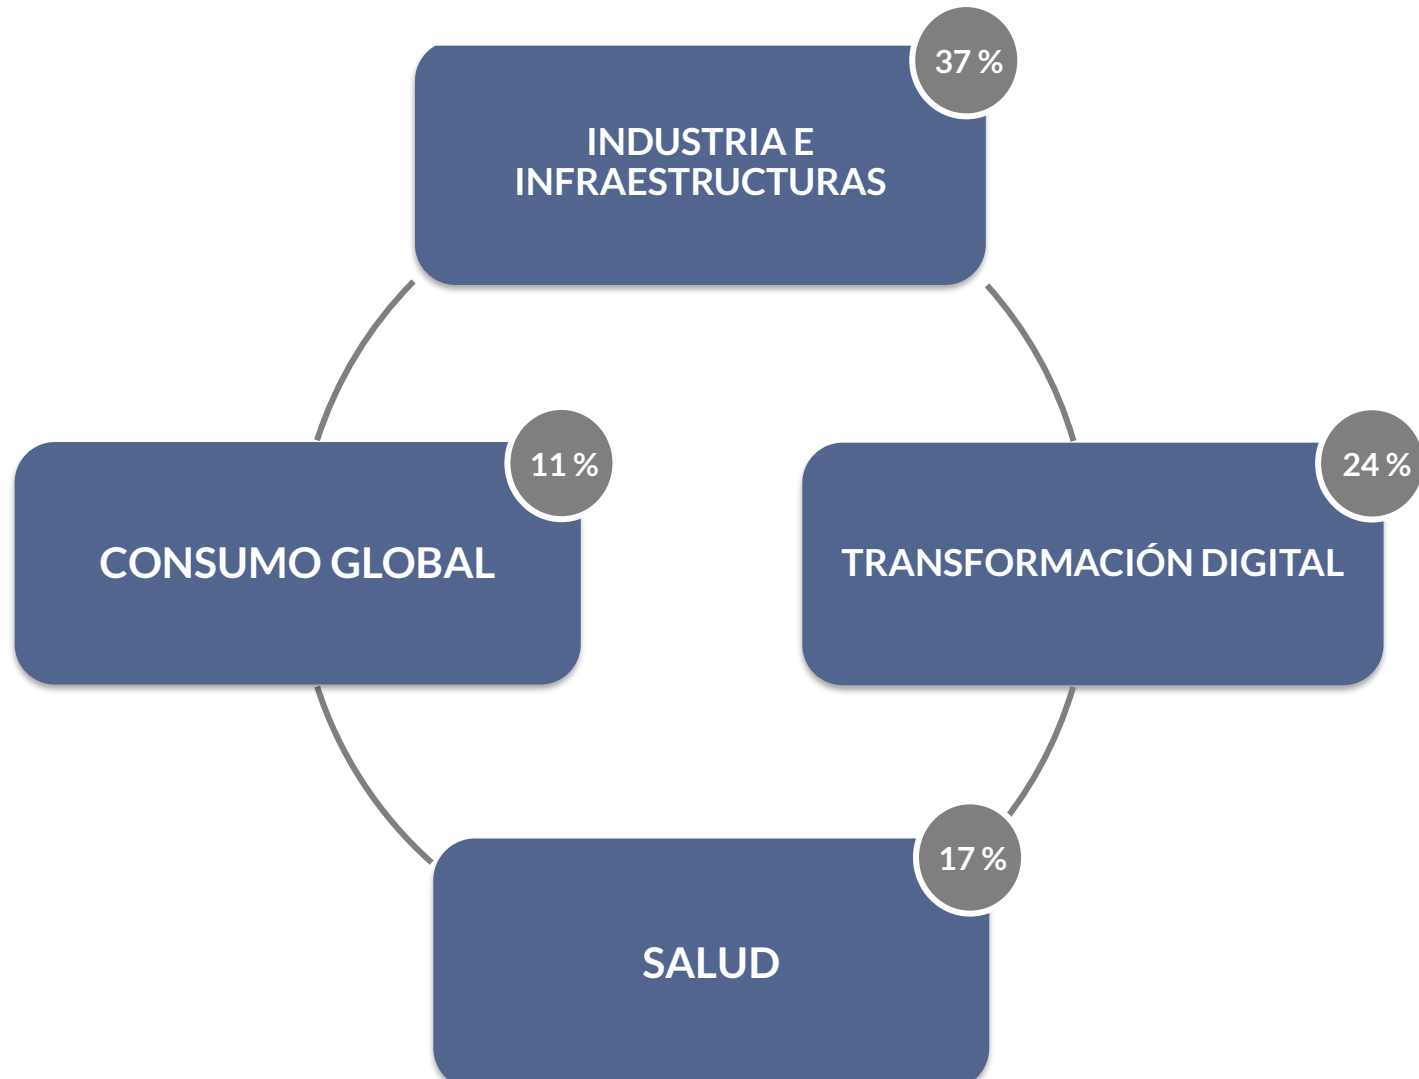 37 %
INDUSTRIA E
INFRAESTRUCTURAS
11 %
CONSUMO GLOBAL
24 %
TRANSFORMACIÓN DIGITAL
17 %
SALUD